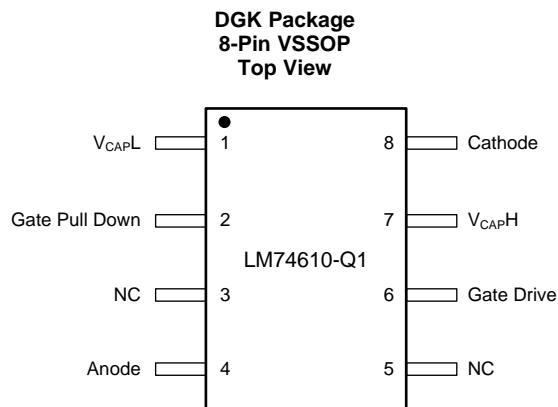 DGK Package
8-Pin VSSOP
Top View
VCAPL 1 8 Cathode
Gate Pull Down 2 7 VCAPH
LM74610-Q1
NC 3 6 Gate Drive
Anode 4 5 NC